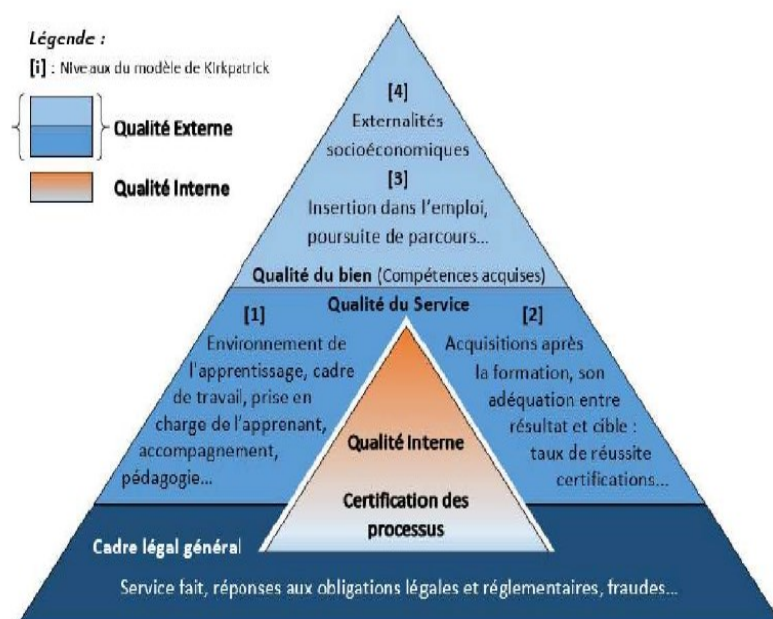 Légende :
[i] : Niveaux du modèle de Kirkpatrick
Qualité Externe
Qualité Interne
[4]
Externalités
socioéconomiques
[3]
Insertion dans l'emploi,
poursuite de parcours...
Qualité du bien (Compétences acquises)
Qualité du Service
[1]
Environnement de
l'apprentissage, cadre
de travail, prise en
charge de l'apprenant,
accompagnement,
pédagogie...
[2]
Acquisitions après
la formation, son
adéquation entre
résultat et cible :
taux de réussite
certifications...
Qualité Interne
Certification des
processus
Cadre légal général
Service fait, réponses aux obligations légales et réglementaires, fraudes...